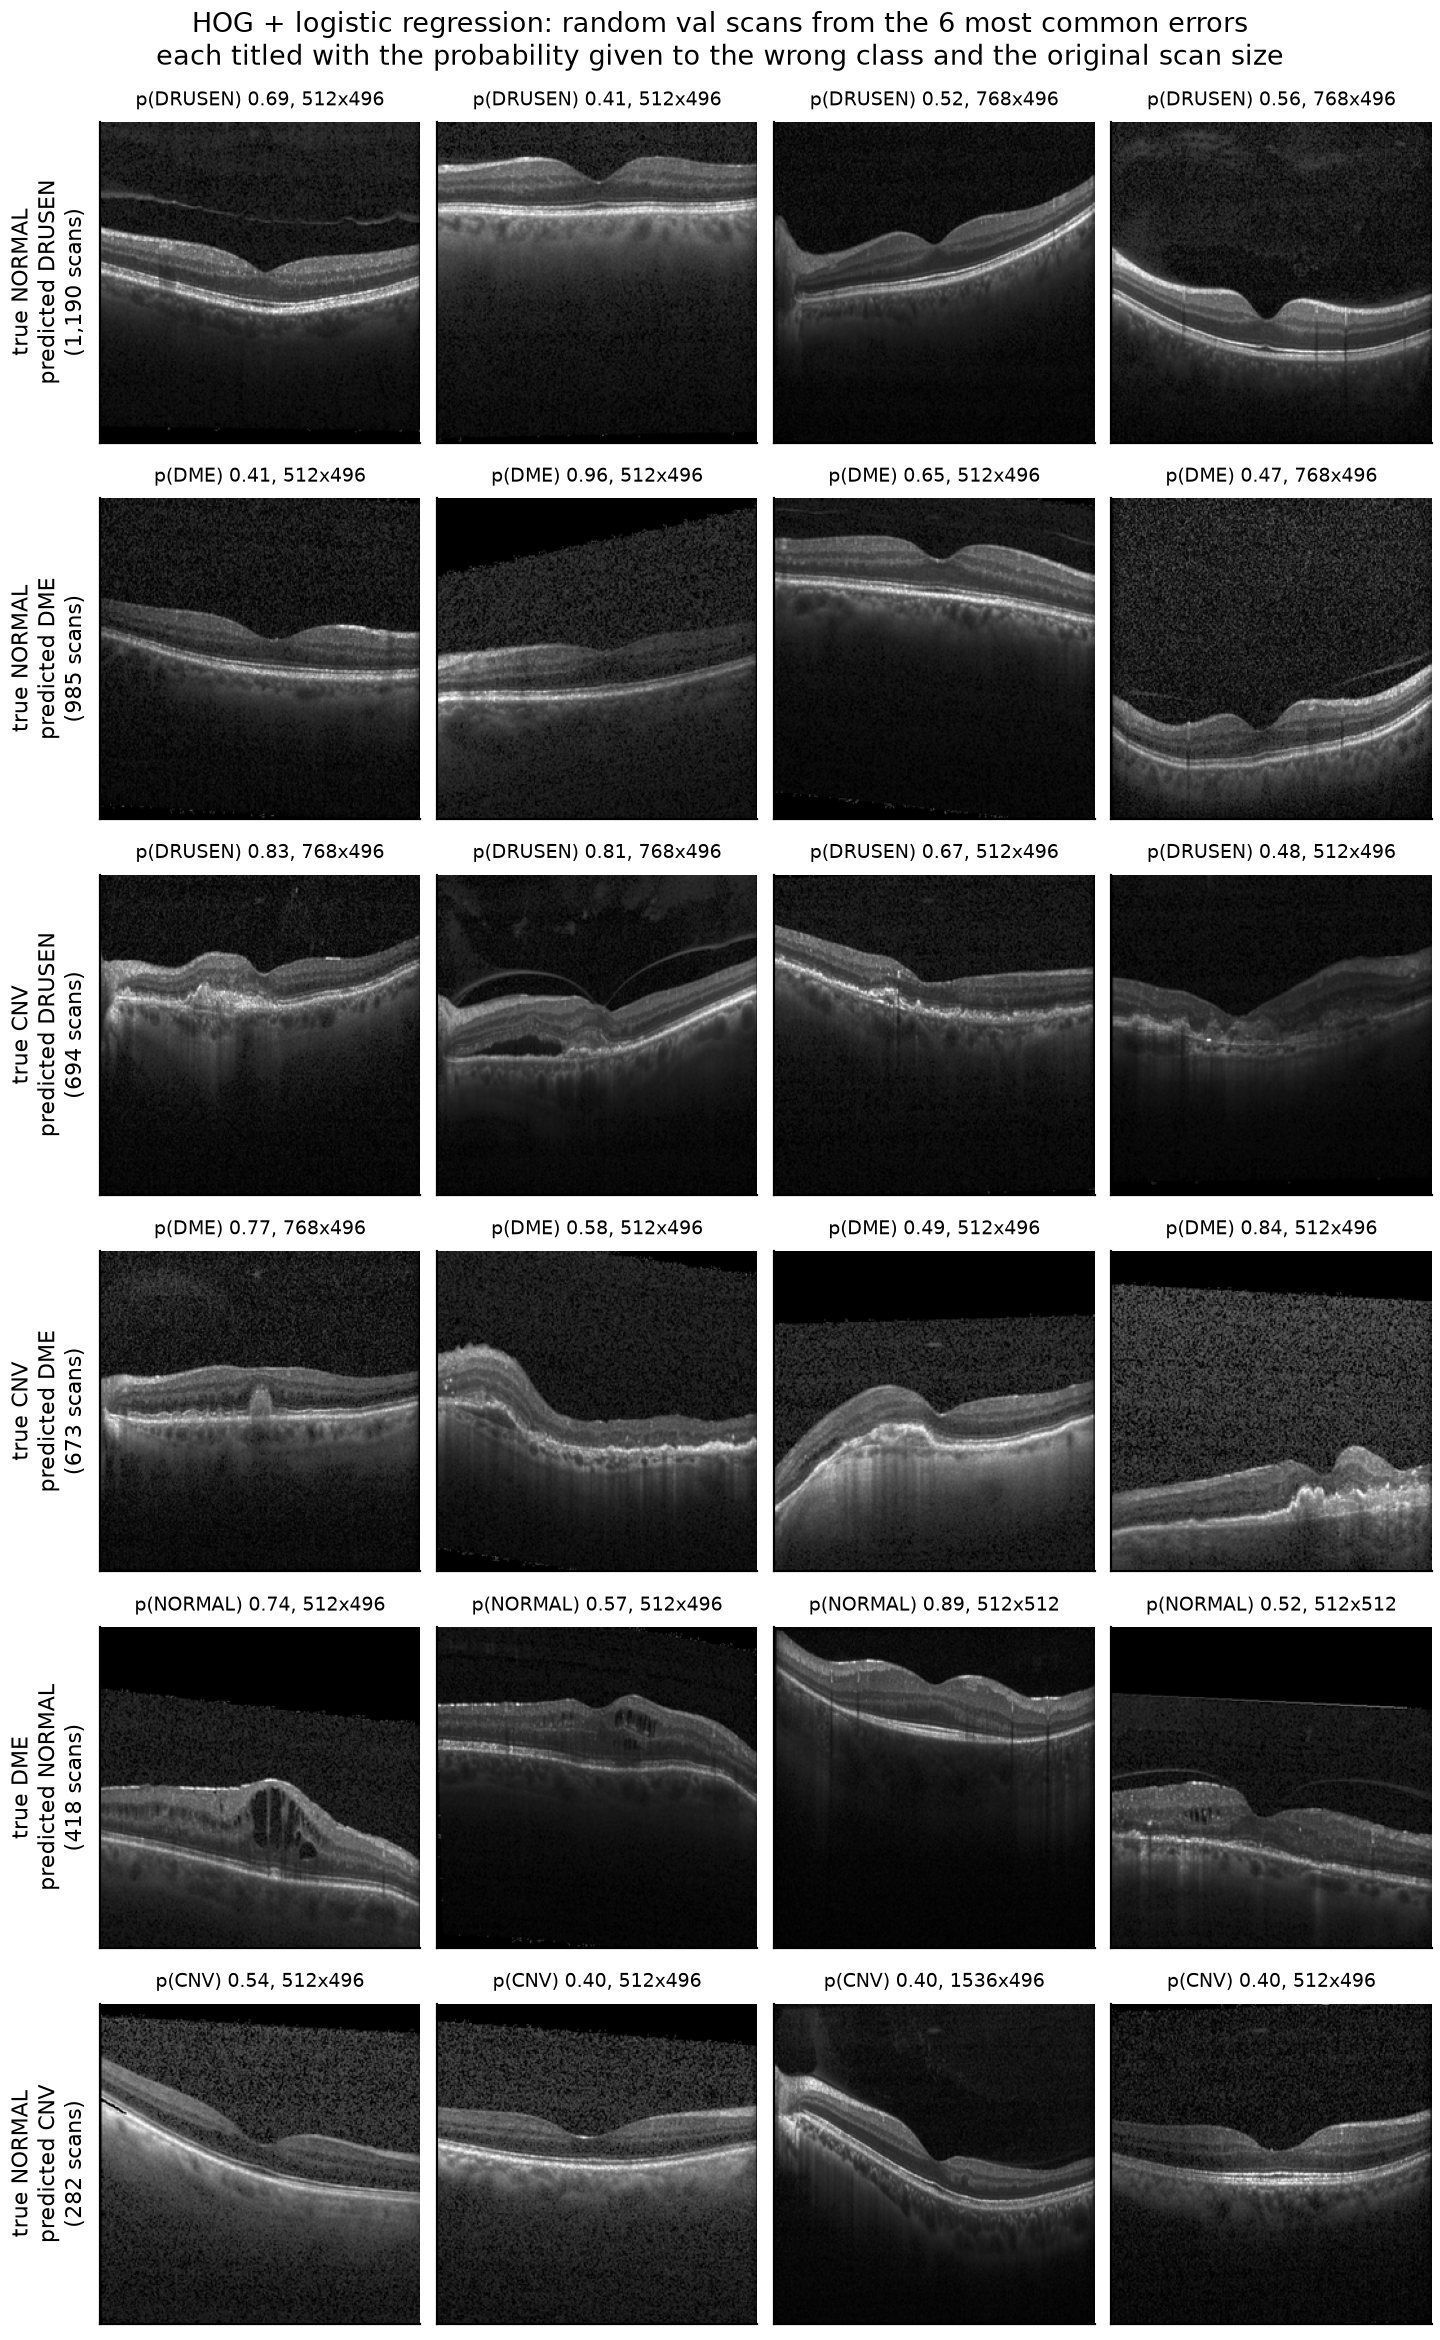 HOG + logistic regression: random val scans from the 6 most common errors
each titled with the probability given to the wrong class and the original scan size
true NORMAL
predicted DRUSEN
(1,190 scans)
p(DRUSEN) 0.69, 512x496
p(DRUSEN) 0.41, 512x496
p(DRUSEN) 0.52, 768x496
p(DRUSEN) 0.56, 768x496
true NORMAL
predicted DME
(985 scans)
p(DME) 0.41, 512x496
p(DME) 0.96, 512x496
p(DME) 0.65, 512x496
p(DME) 0.47, 768x496
true CNV
predicted DRUSEN
(694 scans)
p(DRUSEN) 0.83, 768x496
p(DRUSEN) 0.81, 768x496
p(DRUSEN) 0.67, 512x496
p(DRUSEN) 0.48, 512x496
true CNV
predicted DME
(673 scans)
p(DME) 0.77, 768x496
p(DME) 0.58, 512x496
p(DME) 0.49, 512x496
p(DME) 0.84, 512x496
true DME
predicted NORMAL
(418 scans)
p(NORMAL) 0.74, 512x496
p(NORMAL) 0.57, 512x496
p(NORMAL) 0.89, 512x512
p(NORMAL) 0.52, 512x512
true NORMAL
predicted CNV
(282 scans)
p(CNV) 0.54, 512x496
p(CNV) 0.40, 512x496
p(CNV) 0.40, 1536x496
p(CNV) 0.40, 512x496